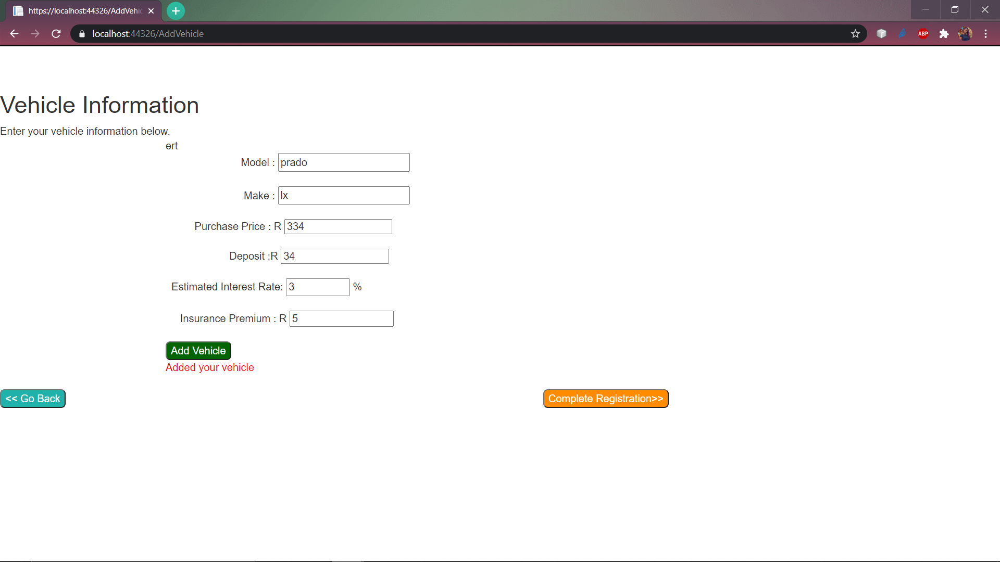 https://localhost:44326/AddVehic
localhost:44326/AddVehicle
ABP
Vehicle Information
Enter your vehicle information below.
ert
Model : prado
Make : lx
Purchase Price : R 334
Deposit :R 34
Estimated Interest Rate: 3 %
Insurance Premium : R 5
Add Vehicle
Added your vehicle
<< Go Back
Complete Registration>>